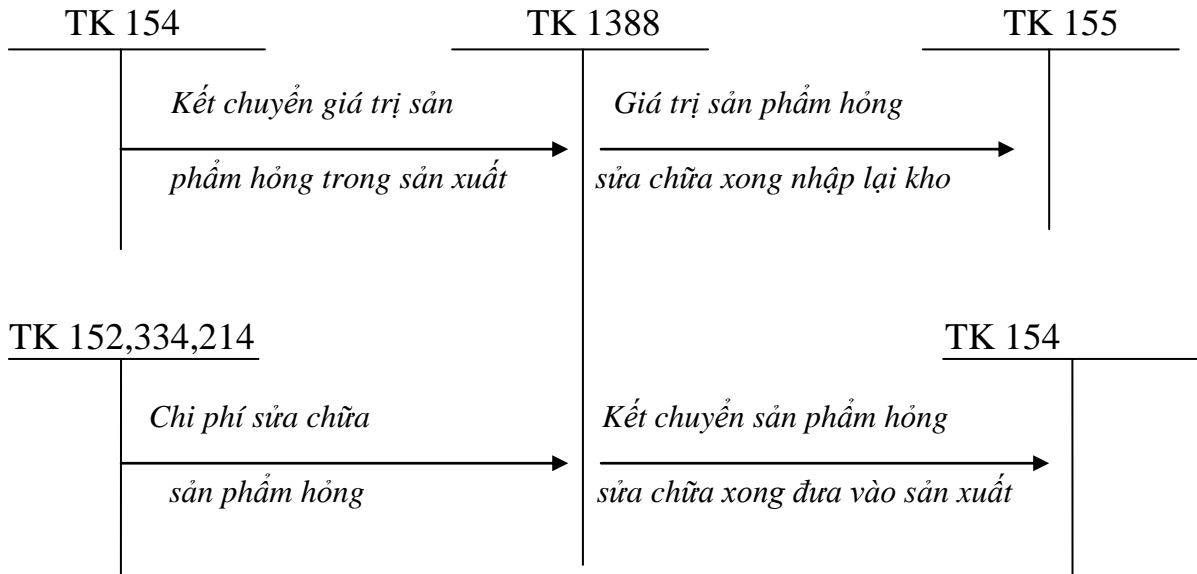 TK 154
TK 1388
TK 155
Kết chuyển giá trị sản
Giá trị sản phẩm hỏng
phẩm hỏng trong sản xuất
sửa chữa xong nhập lại kho
TK 152,334,214
TK 154
Chi phí sửa chữa
Kết chuyển sản phẩm hỏng
sản phẩm hỏng
sửa chữa xong đưa vào sản xuất